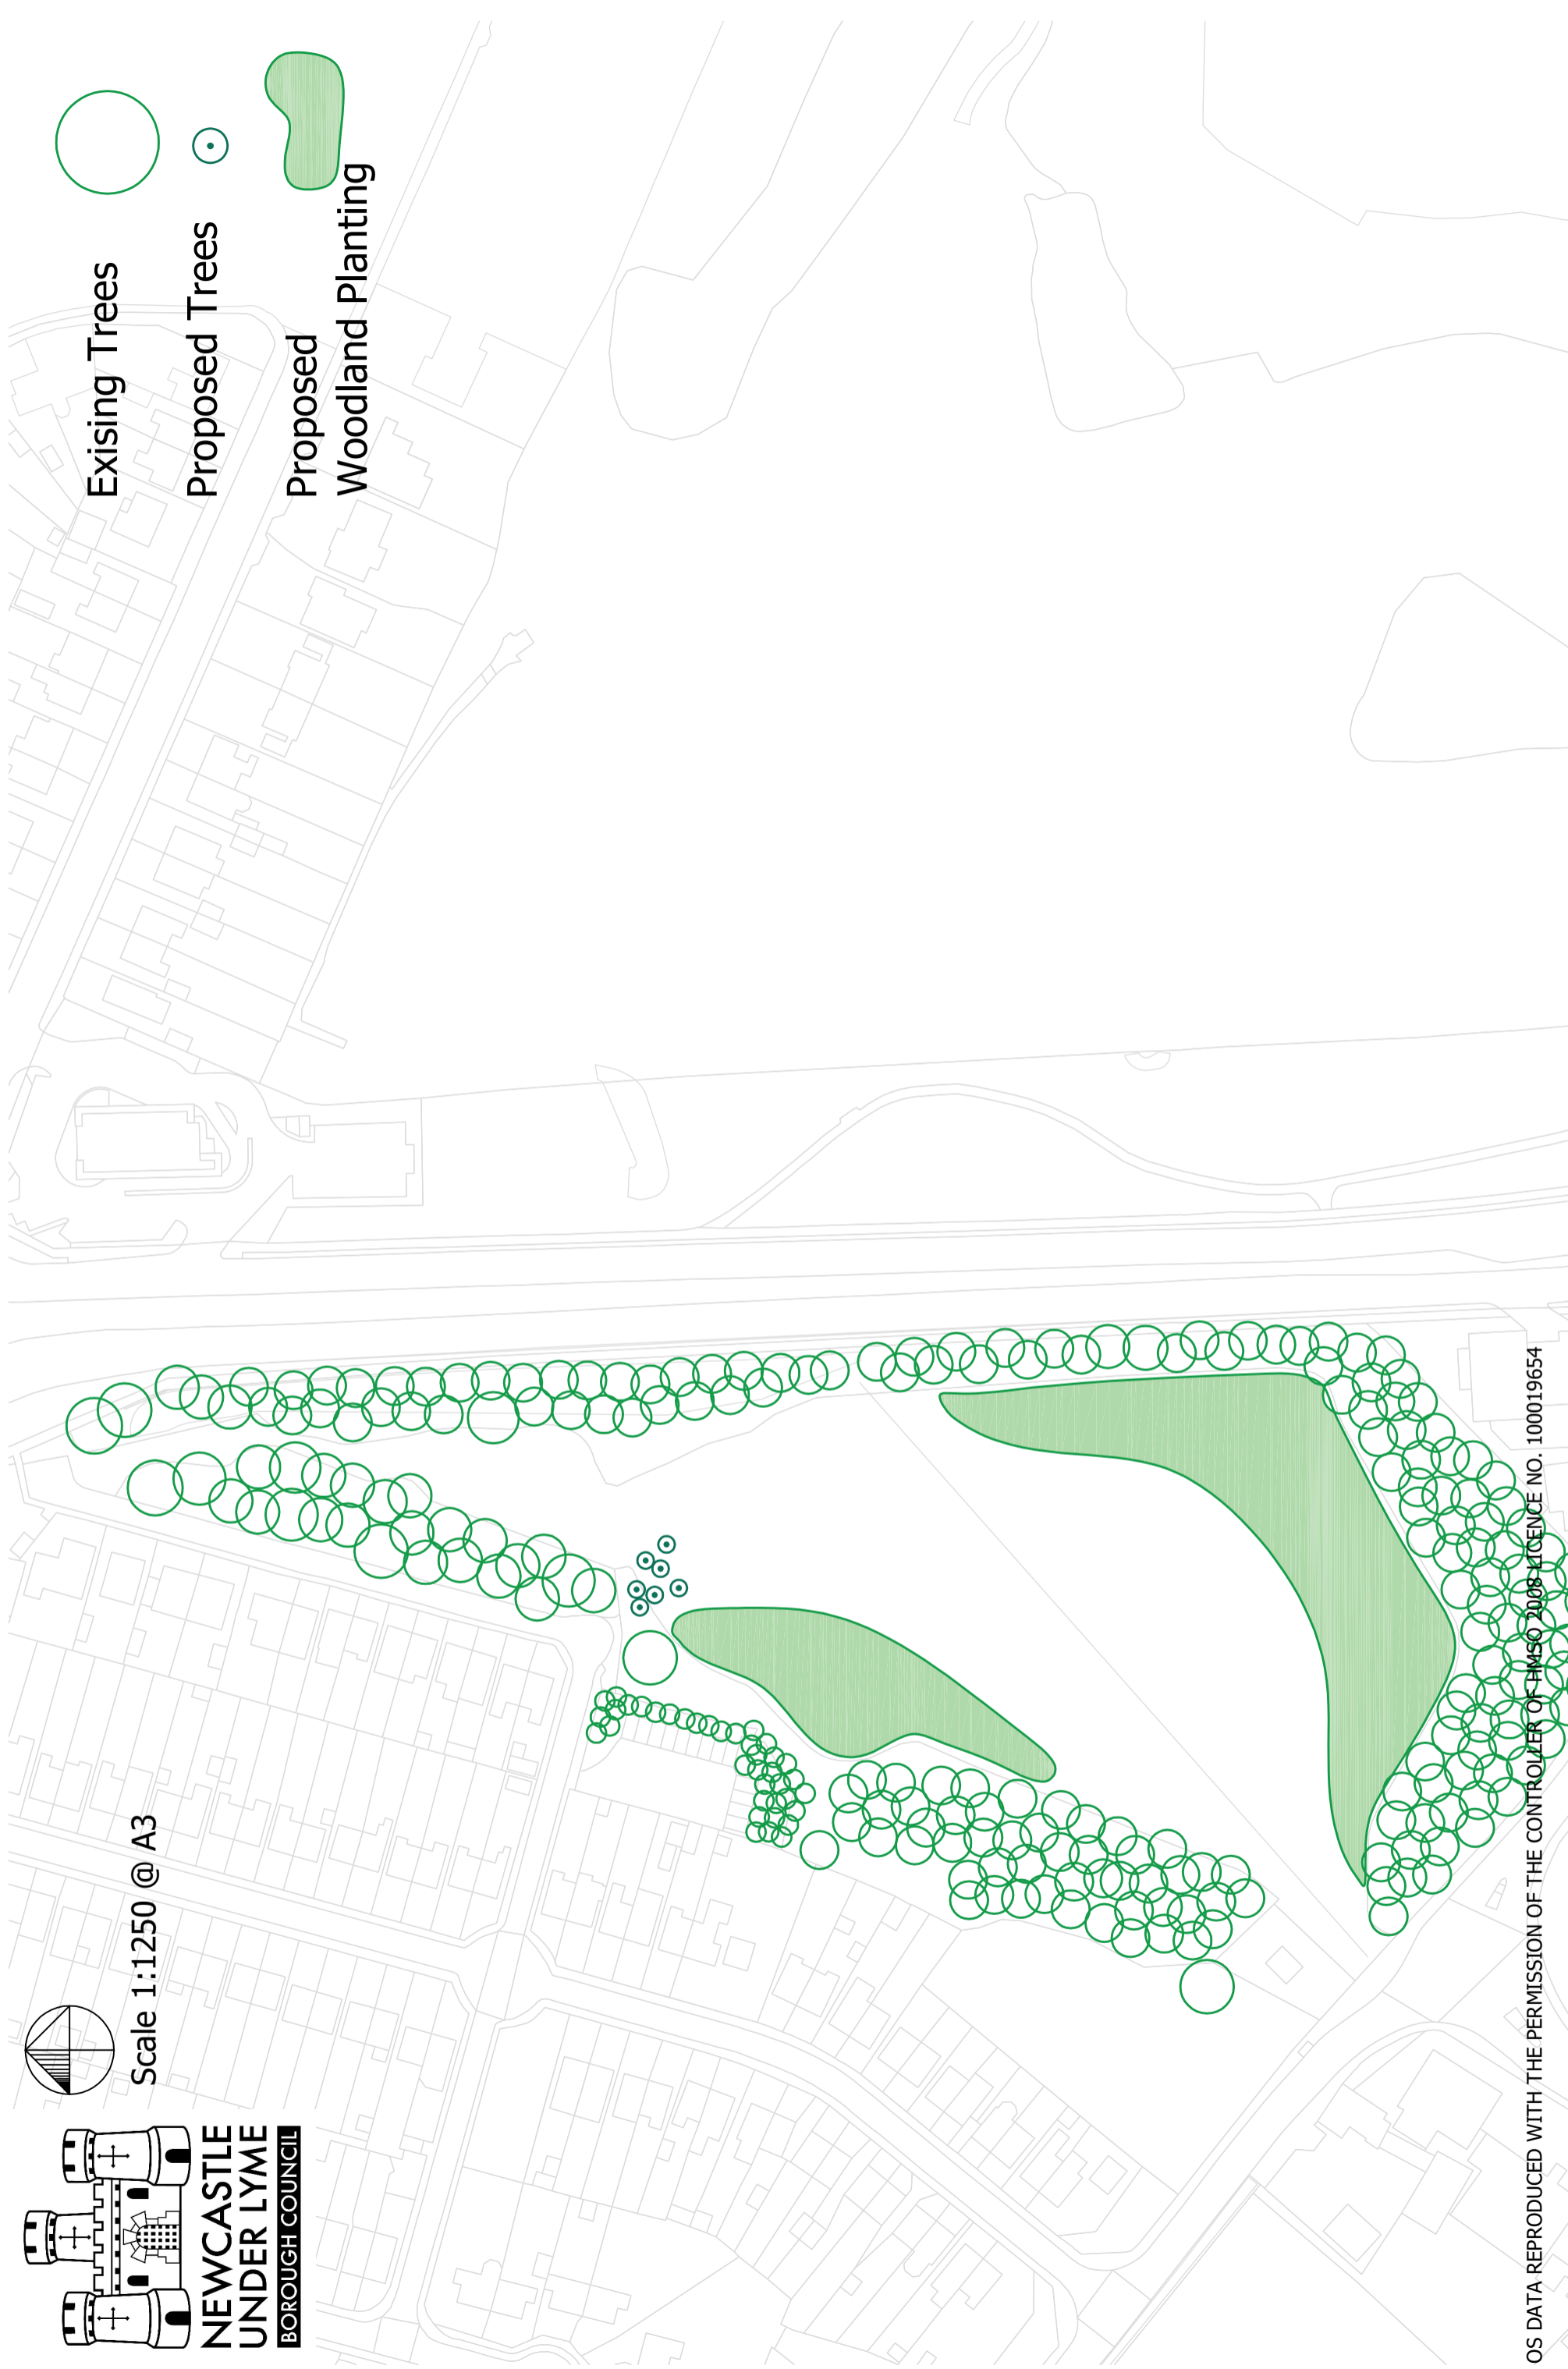 NEWCASTLE
UNDER LYME
BOROUGH COUNCIL
Scale 1:1250 @ A3
Exising Trees
Proposed Trees
Proposed
Woodland Planting
OS DATA REPRODUCED WITH THE PERMISSION OF THE CONTROLLER OF HMSO 2008 LICENCE NO. 100019654